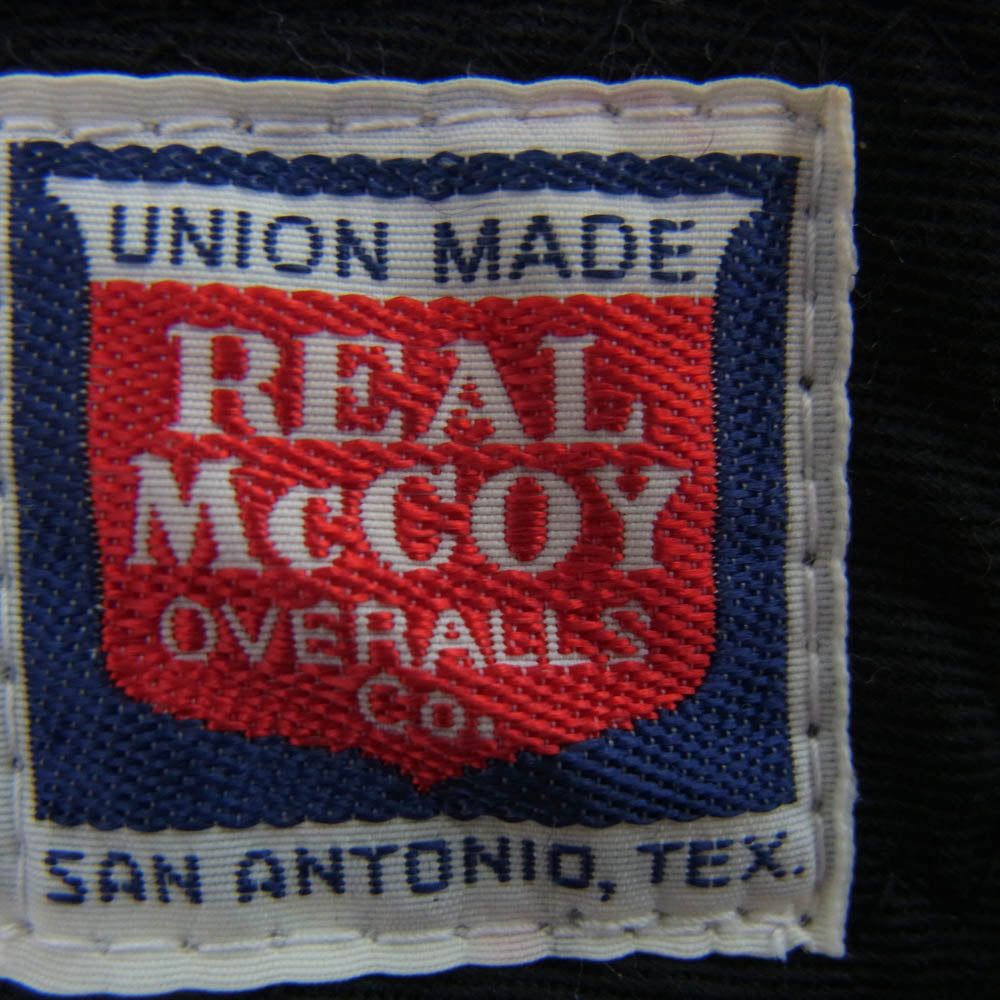 UNION MADE
REAL
McCOY
OVERALLS
Co.
SAN ANTONIO, TEX.